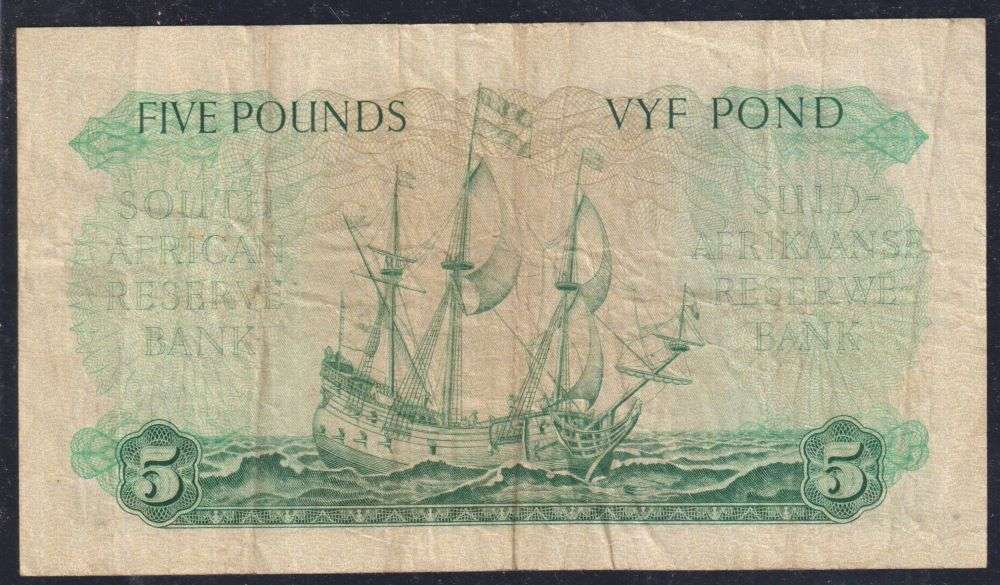 FIVE POUNDS
VYF POND
SOUTH
AFRICAN
RESERVE
BANK
SUID-
AFRIKAANSE
RESERWE
BANK
5
5